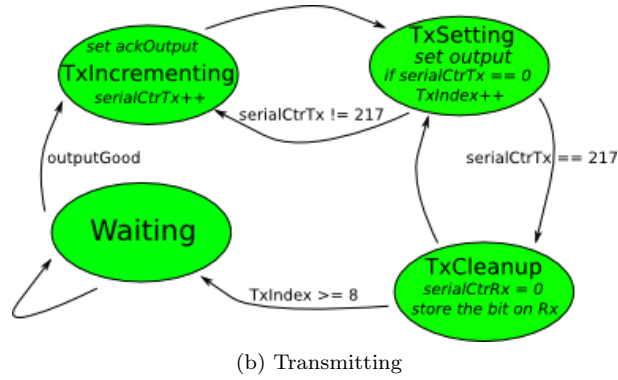 set ackOutput
TxIncrementing
serialCtrTx++
TxSetting
set output
if serialCtrTx == 0
TxIndex++
serialCtrTx != 217
serialCtrTx == 217
outputGood
Waiting
TxCleanup
serialCtrRx = 0
store the bit on Rx
TxIndex >= 8
(b) Transmitting